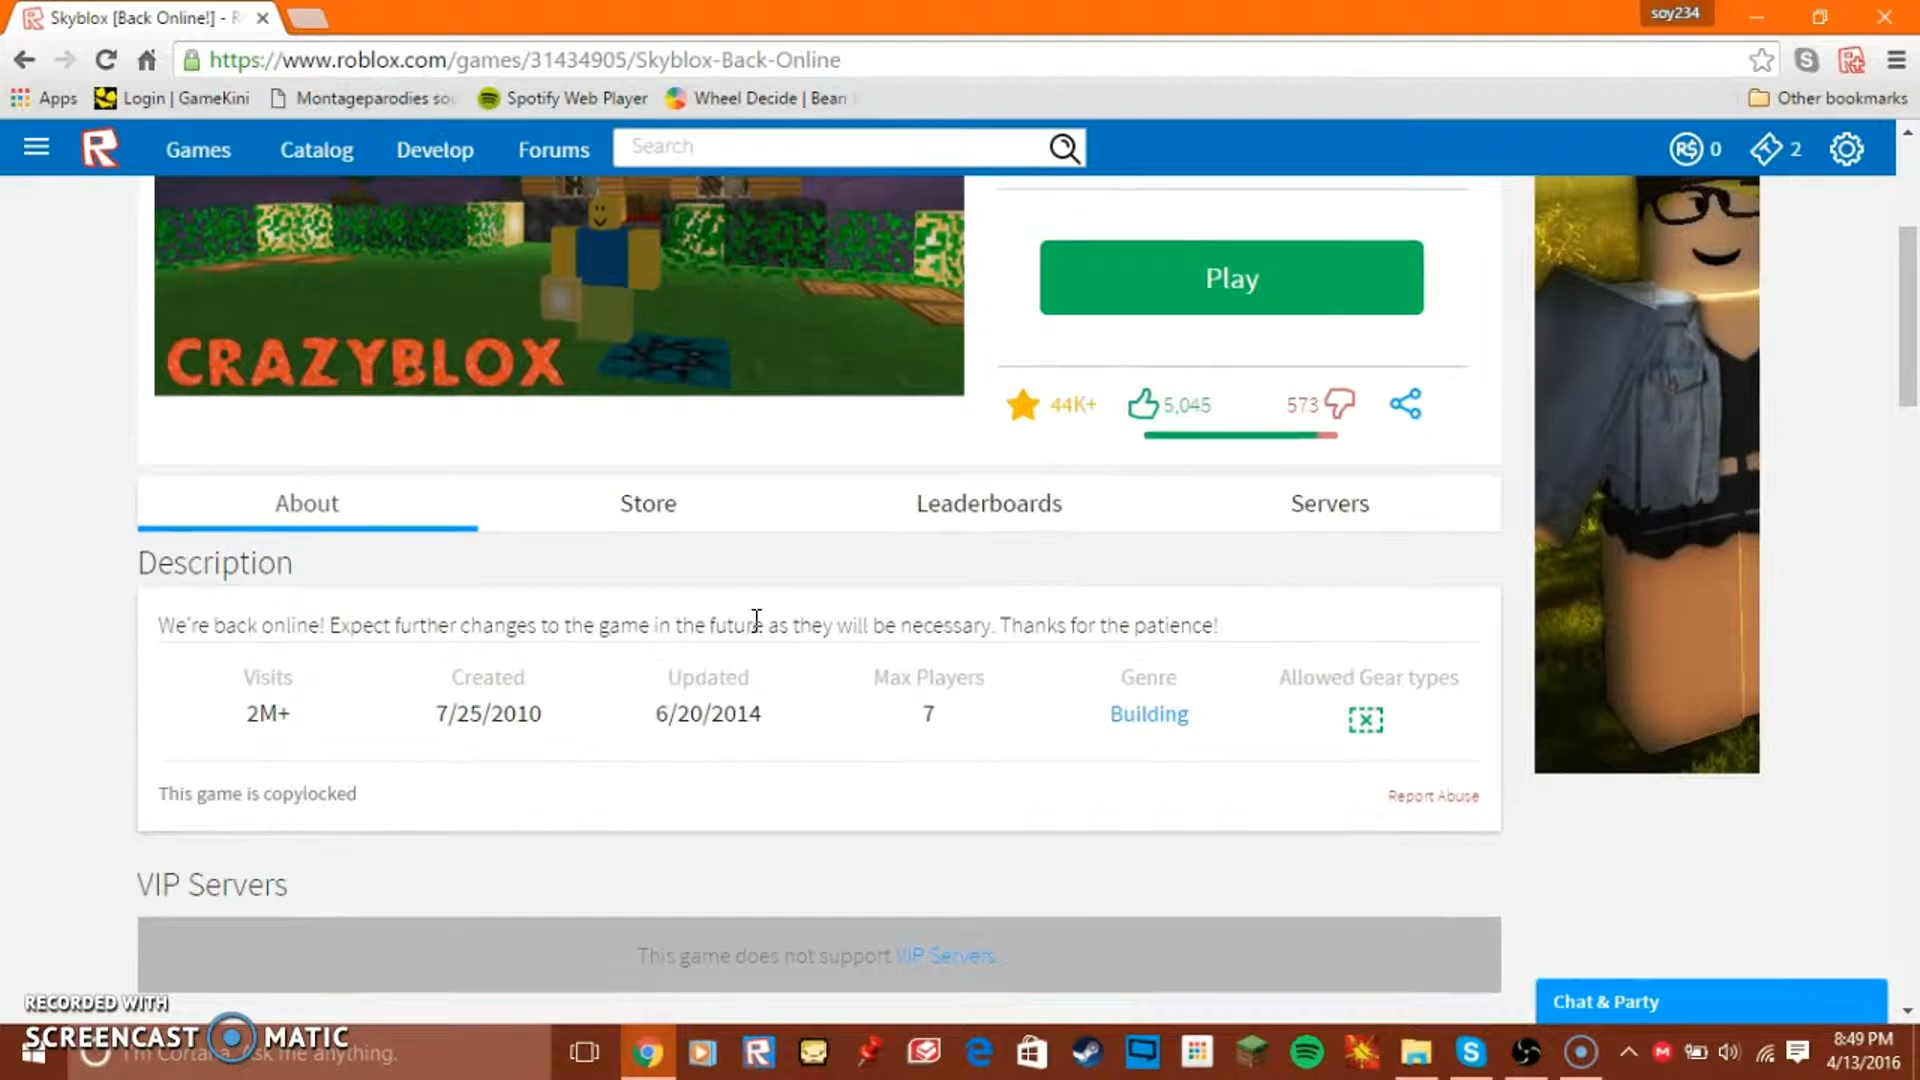 Skyblox [Back Online!] - R
soy234
https://www.roblox.com/games/31434905/Skyblox-Back-Online
Apps Login | GameKini Montageparodies sou Spotify Web Player Wheel Decide | Bean Other bookmarks
Games Catalog Develop Forums Search R$ 0 2
Play
CRAZYBLOX
44K+ 5,045 573
About Store Leaderboards Servers
Description
We're back online! Expect further changes to the game in the future as they will be necessary. Thanks for the patience!
Visits Created Updated Max Players Genre Allowed Gear types
2M+ 7/25/2010 6/20/2014 7 Building
This game is copylocked Report Abuse
VIP Servers
This game does not support VIP Servers.
Chat & Party
RECORDED WITH
SCREENCAST MATIC
I'm Cortana. Ask me anything.
8:49 PM
4/13/2016